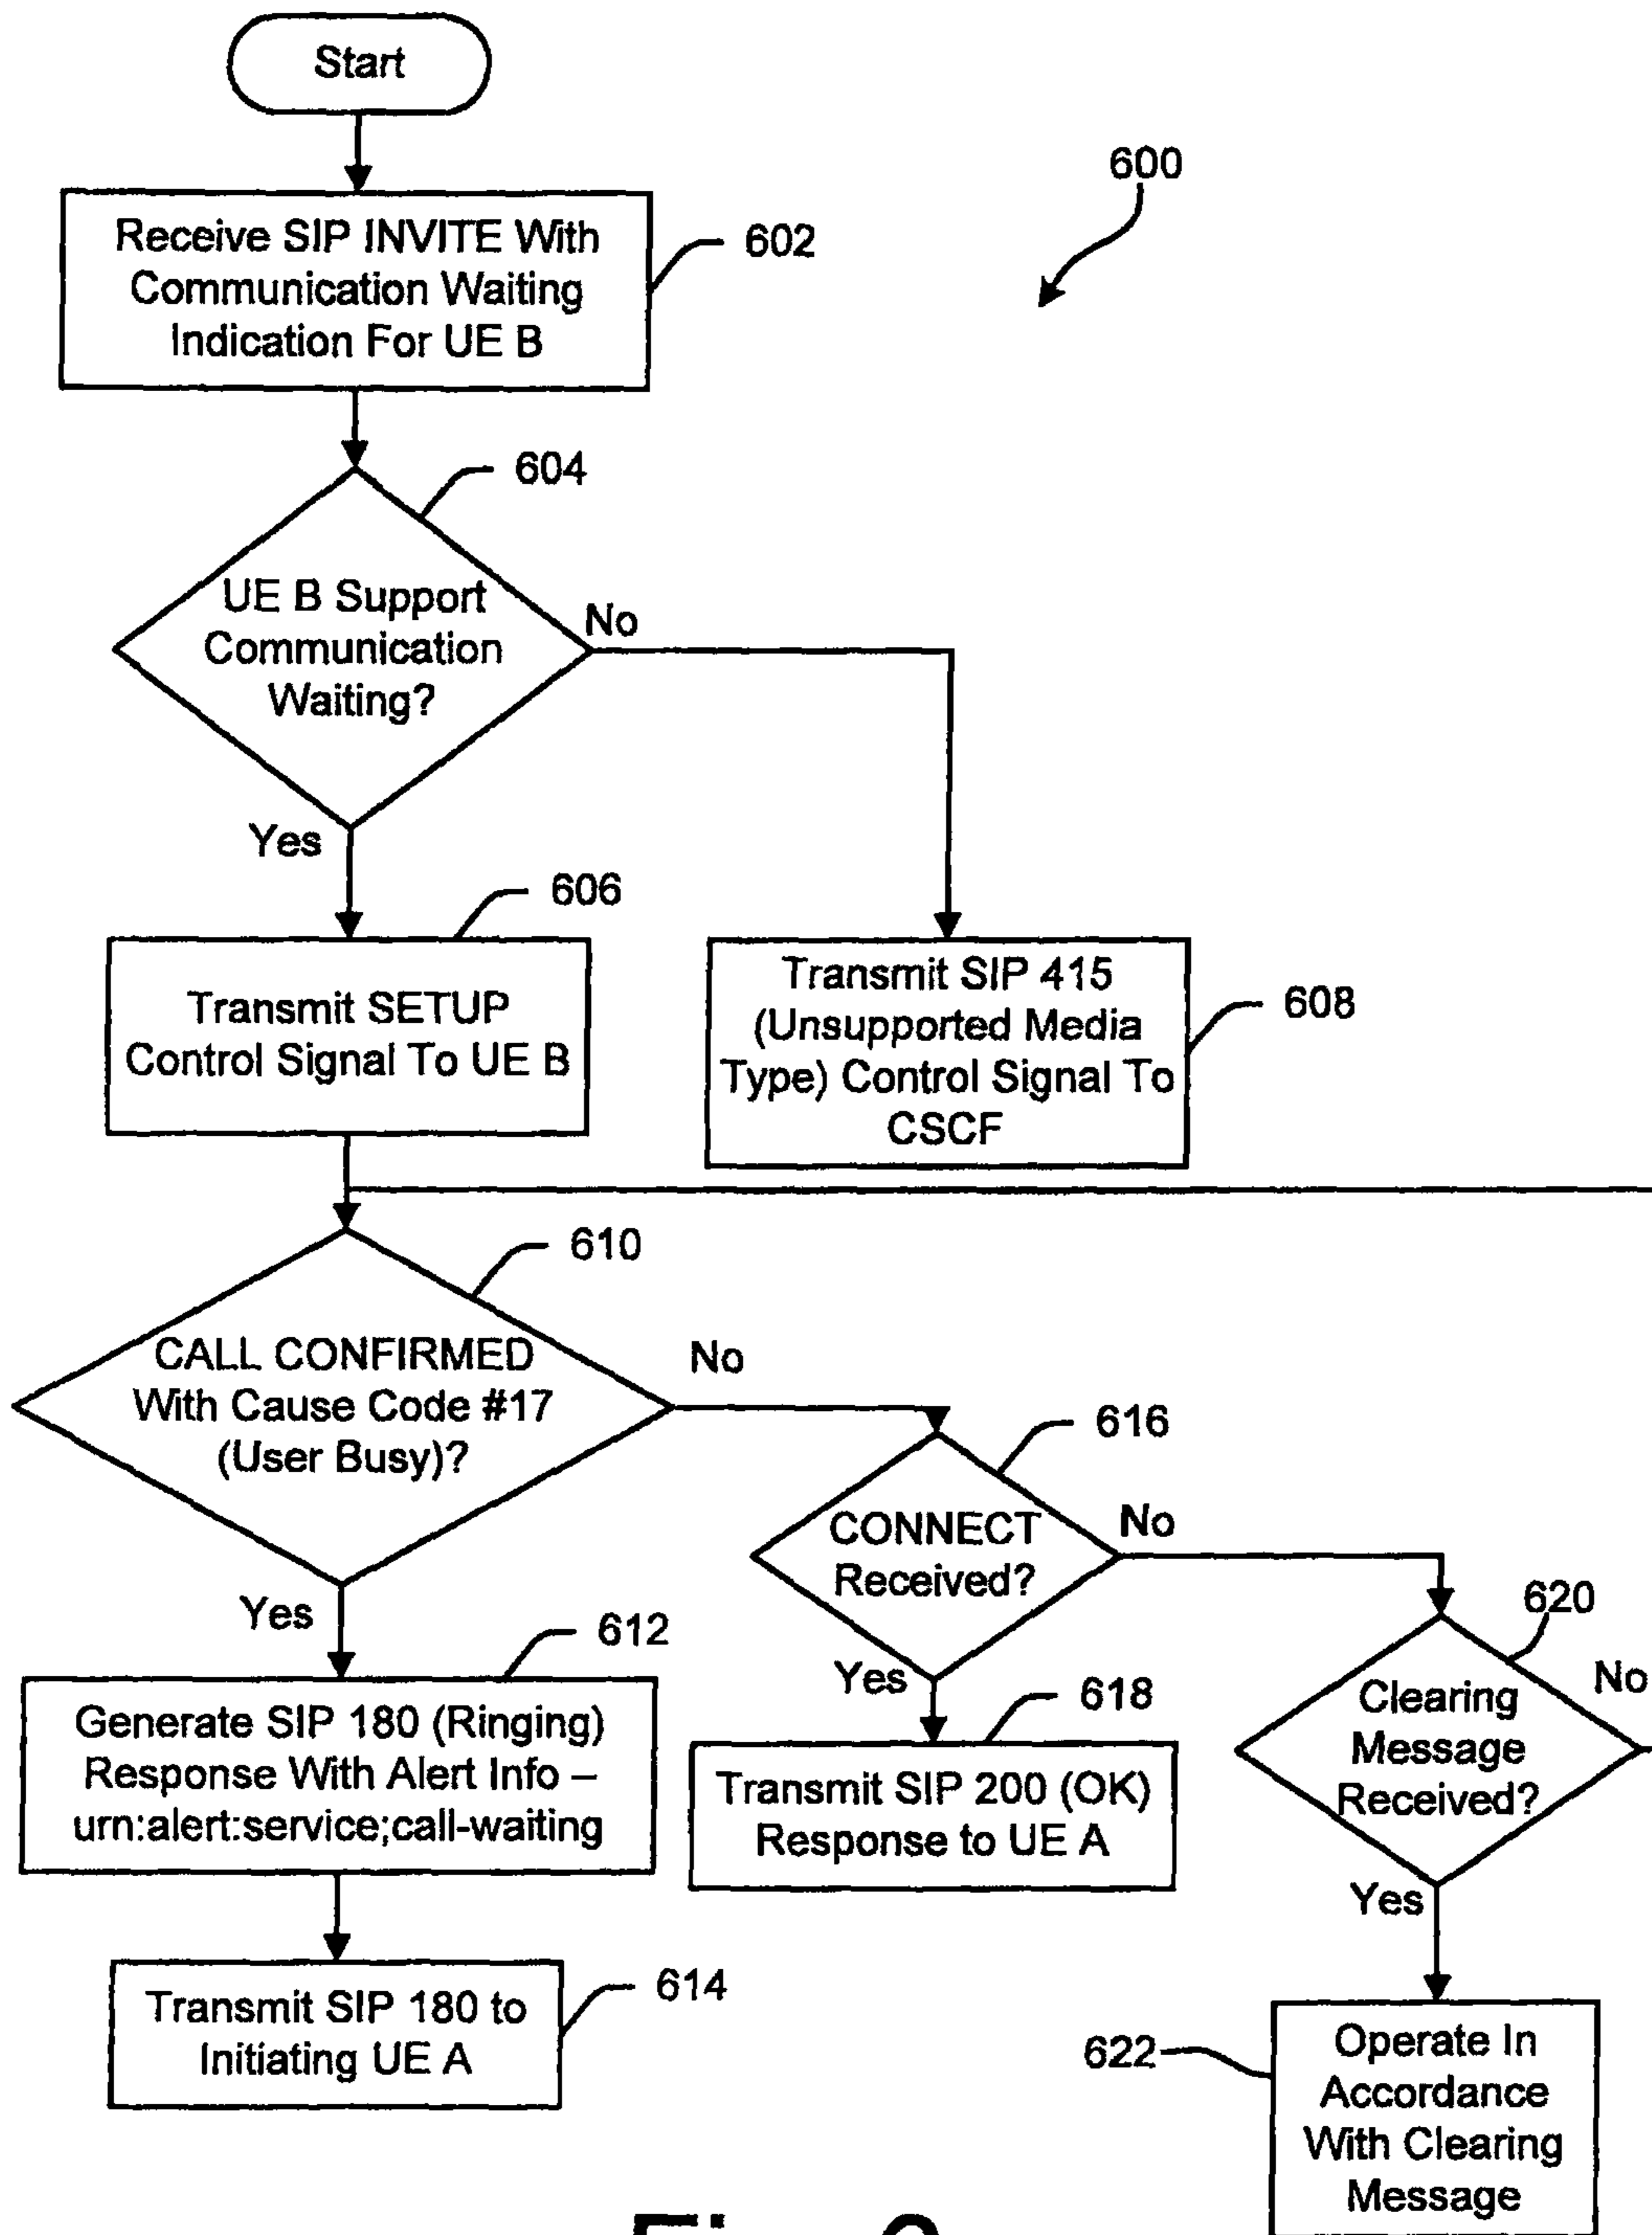 Start
600
Receive SIP INVITE With
Communication Waiting
Indication For UE B
602
604
UE B Support
Communication
Waiting?
No
Yes
606
Transmit SETUP
Control Signal To UE B
Transmit SIP 415
(Unsupported Media
Type) Control Signal To
CSCF
608
610
CALL CONFIRMED
With Cause Code #17
(User Busy)?
No
616
CONNECT
Received?
No
620
Clearing
Message
Received?
No
Yes
612
Generate SIP 180 (Ringing)
Response With Alert Info –
urn:alert:service;call-waiting
Yes
618
Transmit SIP 200 (OK)
Response to UE A
Yes
614
Transmit SIP 180 to
Initiating UE A
622
Operate In
Accordance
With Clearing
Message